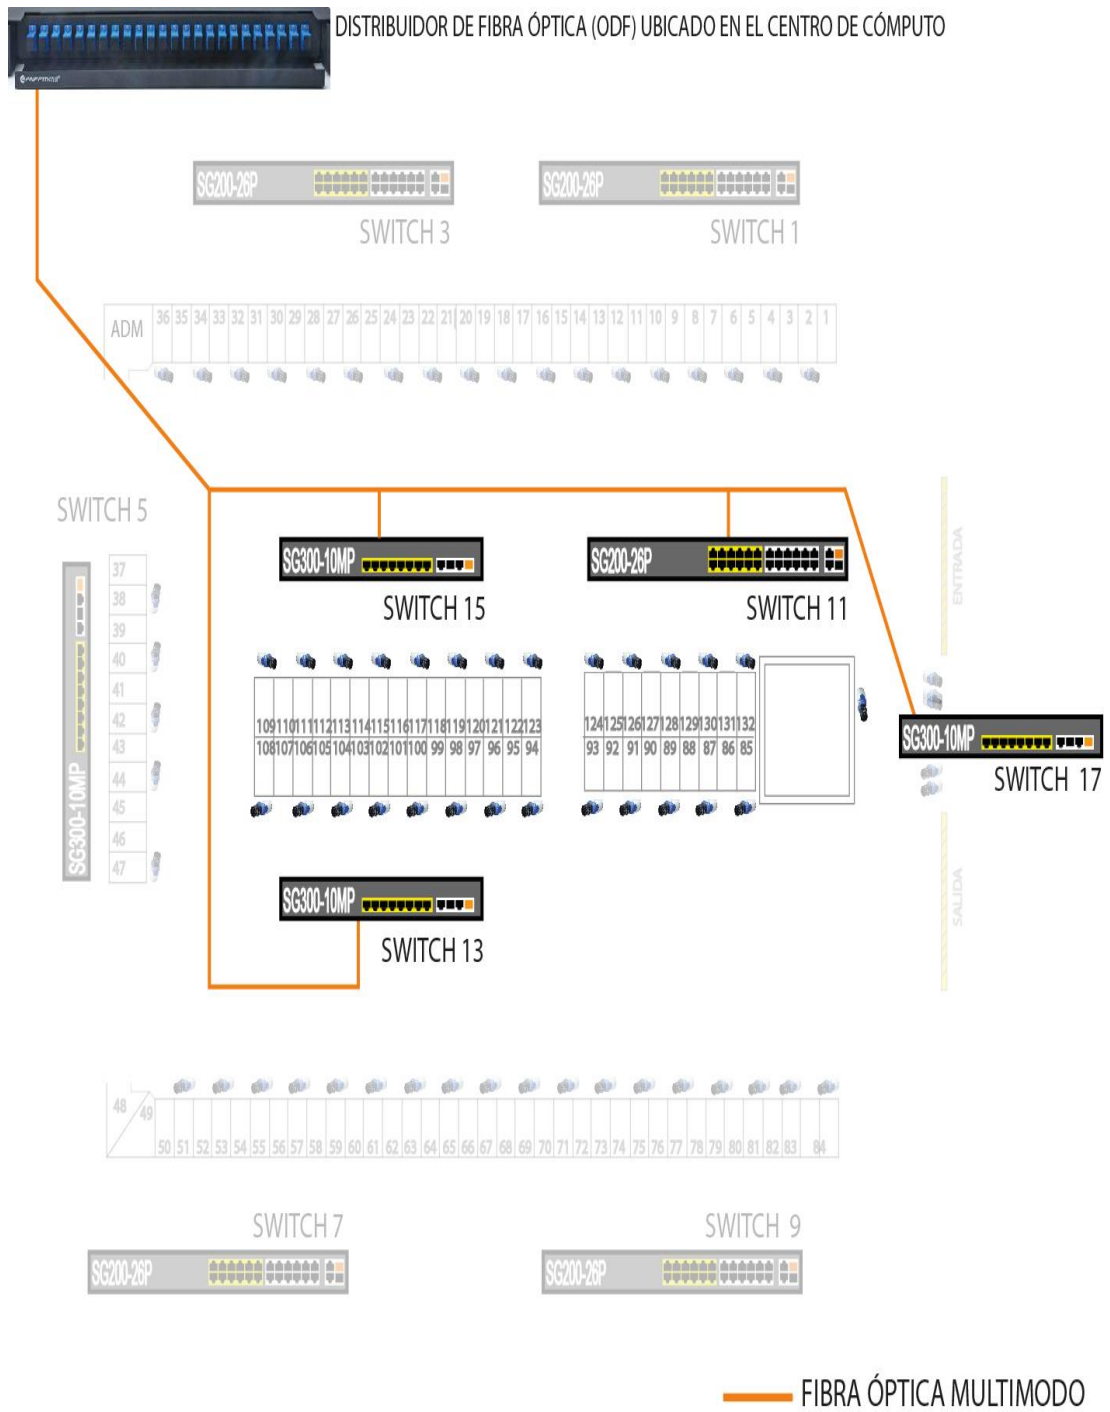 DISTRIBUIDOR DE FIBRA ÓPTICA (ODF) UBICADO EN EL CENTRO DE CÓMPUTO
SG200-26P
SG200-26P
SWITCH 3
SWITCH 1
ADM
36 35 34 33 32 31 30 29 28 27 26 25 24 23 22 21 20 19 18 17 16 15 14 13 12 11 10 9 8 7 6 5 4 3 2 1
SWITCH 5
SG300-10MP
37
38
39
40
41
42
43
44
45
46
47
SG300-10MP
SWITCH 15
SG200-26P
SWITCH 11
ENTRADA
109 110 111 112 113 114 115 116 117 118 119 120 121 122 123
108 107 106 105 104 103 102 101 100 99 98 97 96 95 94
124 125 126 127 128 129 130 131 132
93 92 91 90 89 88 87 86 85
SG300-10MP
SWITCH 17
SALIDA
SG300-10MP
SWITCH 13
48 49
50 51 52 53 54 55 56 57 58 59 60 61 62 63 64 65 66 67 68 69 70 71 72 73 74 75 76 77 78 79 80 81 82 83 84
SWITCH 7
SWITCH 9
SG200-26P
SG200-26P
FIBRA ÓPTICA MULTIMODO